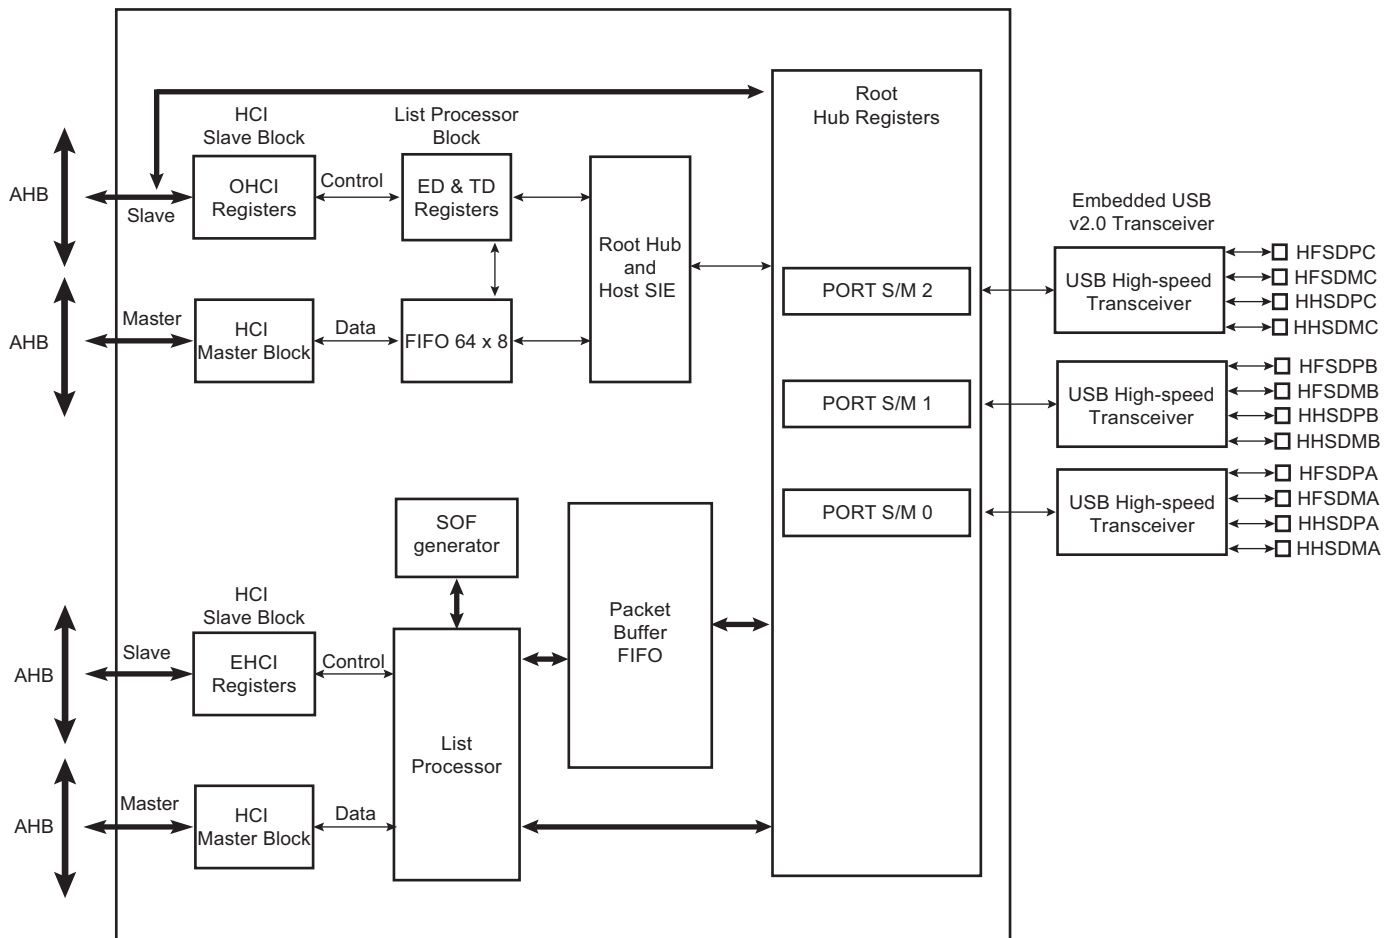 Root
Hub Registers
HCI
Slave Block
List Processor
Block
AHB
Slave
OHCI
Registers
Control
ED & TD
Registers
Root Hub
and
Host SIE
AHB
Master
HCI
Master Block
Data
FIFO 64 x 8
PORT S/M 2
PORT S/M 1
PORT S/M 0
Embedded USB
v2.0 Transceiver
USB High-speed
Transceiver
HFSDPC
HFSDMC
HHSDPC
HHSDMC
USB High-speed
Transceiver
HFSDPB
HFSDMB
HHSDPB
HHSDMB
USB High-speed
Transceiver
HFSDPA
HFSDMA
HHSDPA
HHSDMA
SOF
generator
HCI
Slave Block
AHB
Slave
EHCI
Registers
Control
Packet
Buffer
FIFO
List
Processor
AHB
Master
HCI
Master Block
Data